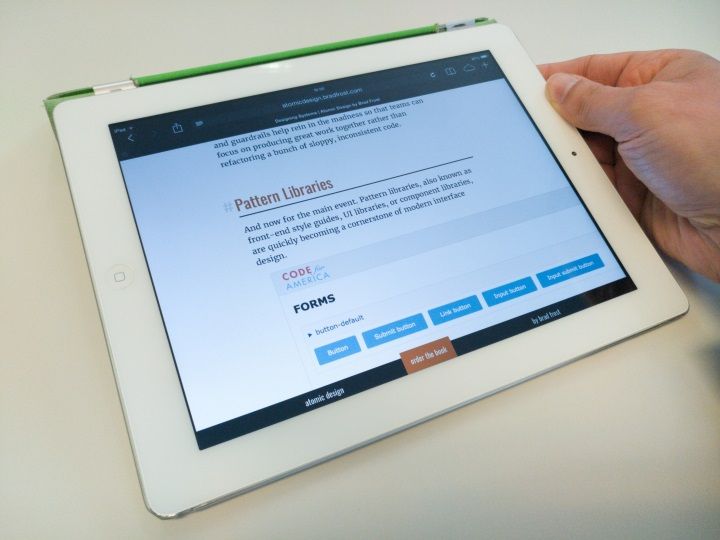 iPad
atomicdesign.bradfrost.com
Designing Systems | Atomic Design by Brad Frost
and guardrails help rein in the madness so that teams can
focus on producing great work together rather than
refactoring a bunch of sloppy, inconsistent code.
#Pattern Libraries
And now for the main event. Pattern libraries, also known as
front-end style guides, UI libraries, or component libraries,
are quickly becoming a cornerstone of modern interface
design.
CODE for
AMERICA
FORMS
▸ button-default
Button Submit button Link button Input button Input submit button
atomic design order the book by brad frost